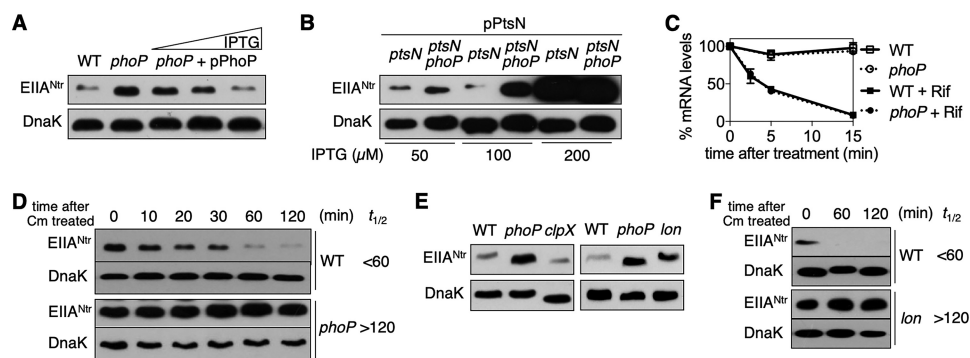 A
IPTG
WT phoP phoP + pPhoP
EIIANtr
DnaK
B
pPtsN
ptsN ptsN phoP ptsN ptsN phoP ptsN ptsN phoP
EIIANtr
DnaK
IPTG (µM) 50 100 200
C
% mRNA levels
100
50
0
0 5 10 15
time after treatment (min)
WT
phoP
WT + Rif
phoP + Rif
D
time after
Cm treated 0 10 20 30 60 120 (min) t1/2
EIIANtr
DnaK
WT <60
EIIANtr
DnaK
phoP >120
E
WT phoP clpX WT phoP lon
EIIANtr
DnaK
F
time after
Cm treated 0 60 120 (min) t1/2
EIIANtr
DnaK
WT <60
EIIANtr
DnaK
lon >120